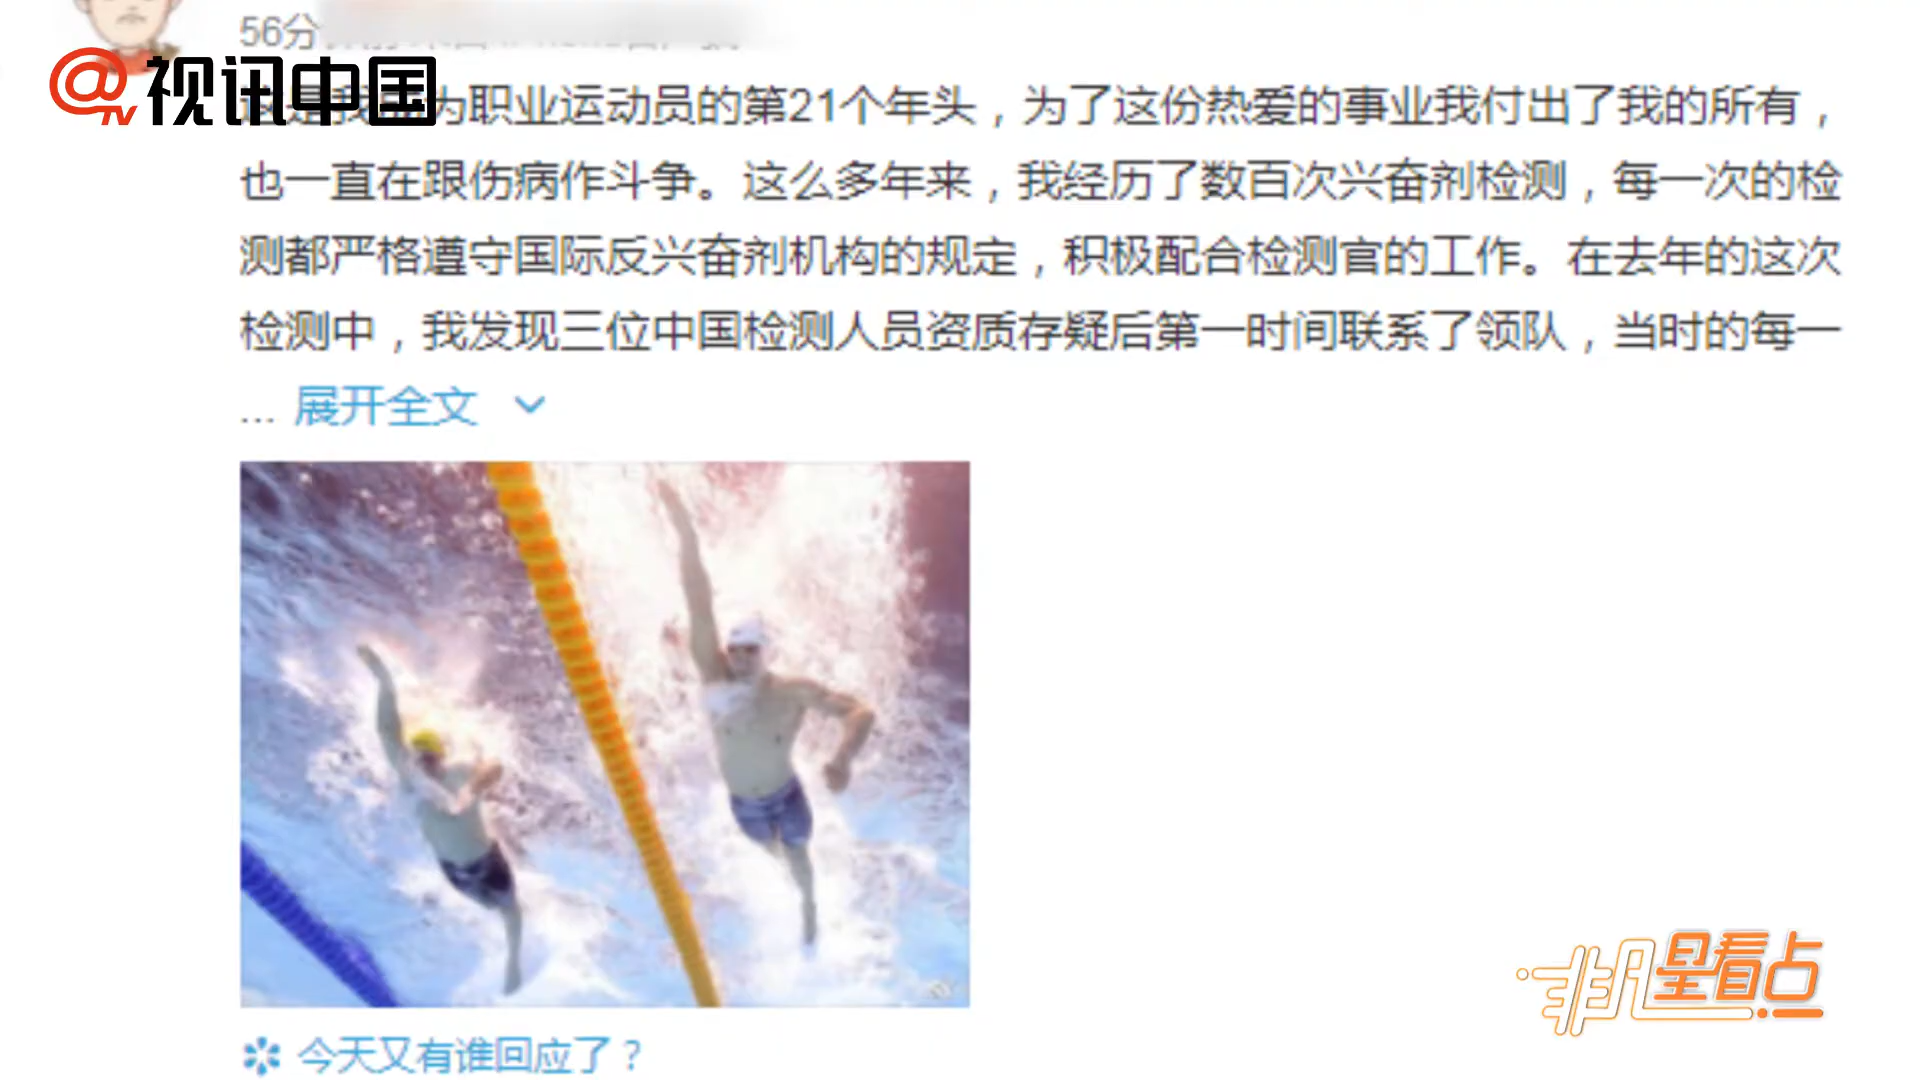 56分
@TV 视讯中国
为职业运动员的第21个年头，为了这份热爱的事业我付出了我的所有，
也一直在跟伤病作斗争。这么多年来，我经历了数百次兴奋剂检测，每一次的检
测都严格遵守国际反兴奋剂机构的规定，积极配合检测官的工作。在去年的这次
检测中，我发现三位中国检测人员资质存疑后第一时间联系了领队，当时的每一
... 展开全文
非凡星看点
今天又有谁回应了？